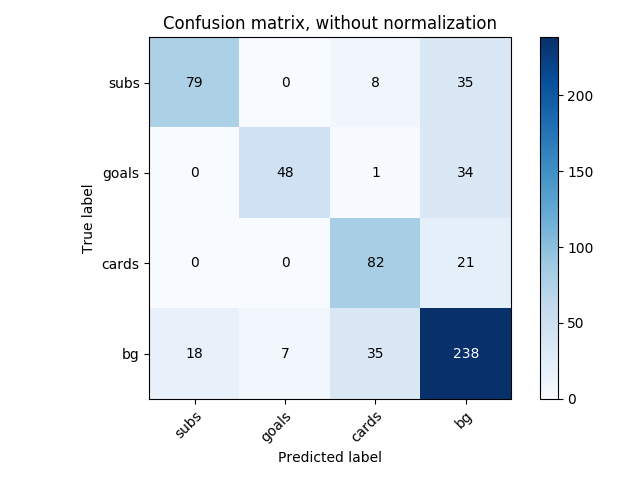 Confusion matrix, without normalization
True label
subs 79 0 8 35
goals 0 48 1 34
cards 0 0 82 21
bg 18 7 35 238
subs goals cards bg
Predicted label
200
150
100
50
0